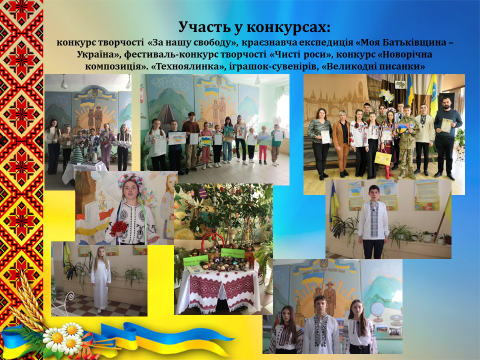 Участь у конкурсах:
конкурс творчості «За нашу свободу», краєзнавча експедиція «Моя Батьківщина –
Україна», фестиваль-конкурс творчості «Чисті роси», конкурс «Новорічна
композиція». «Техноялинка», іграшок-сувенірів, «Великодні писанки»